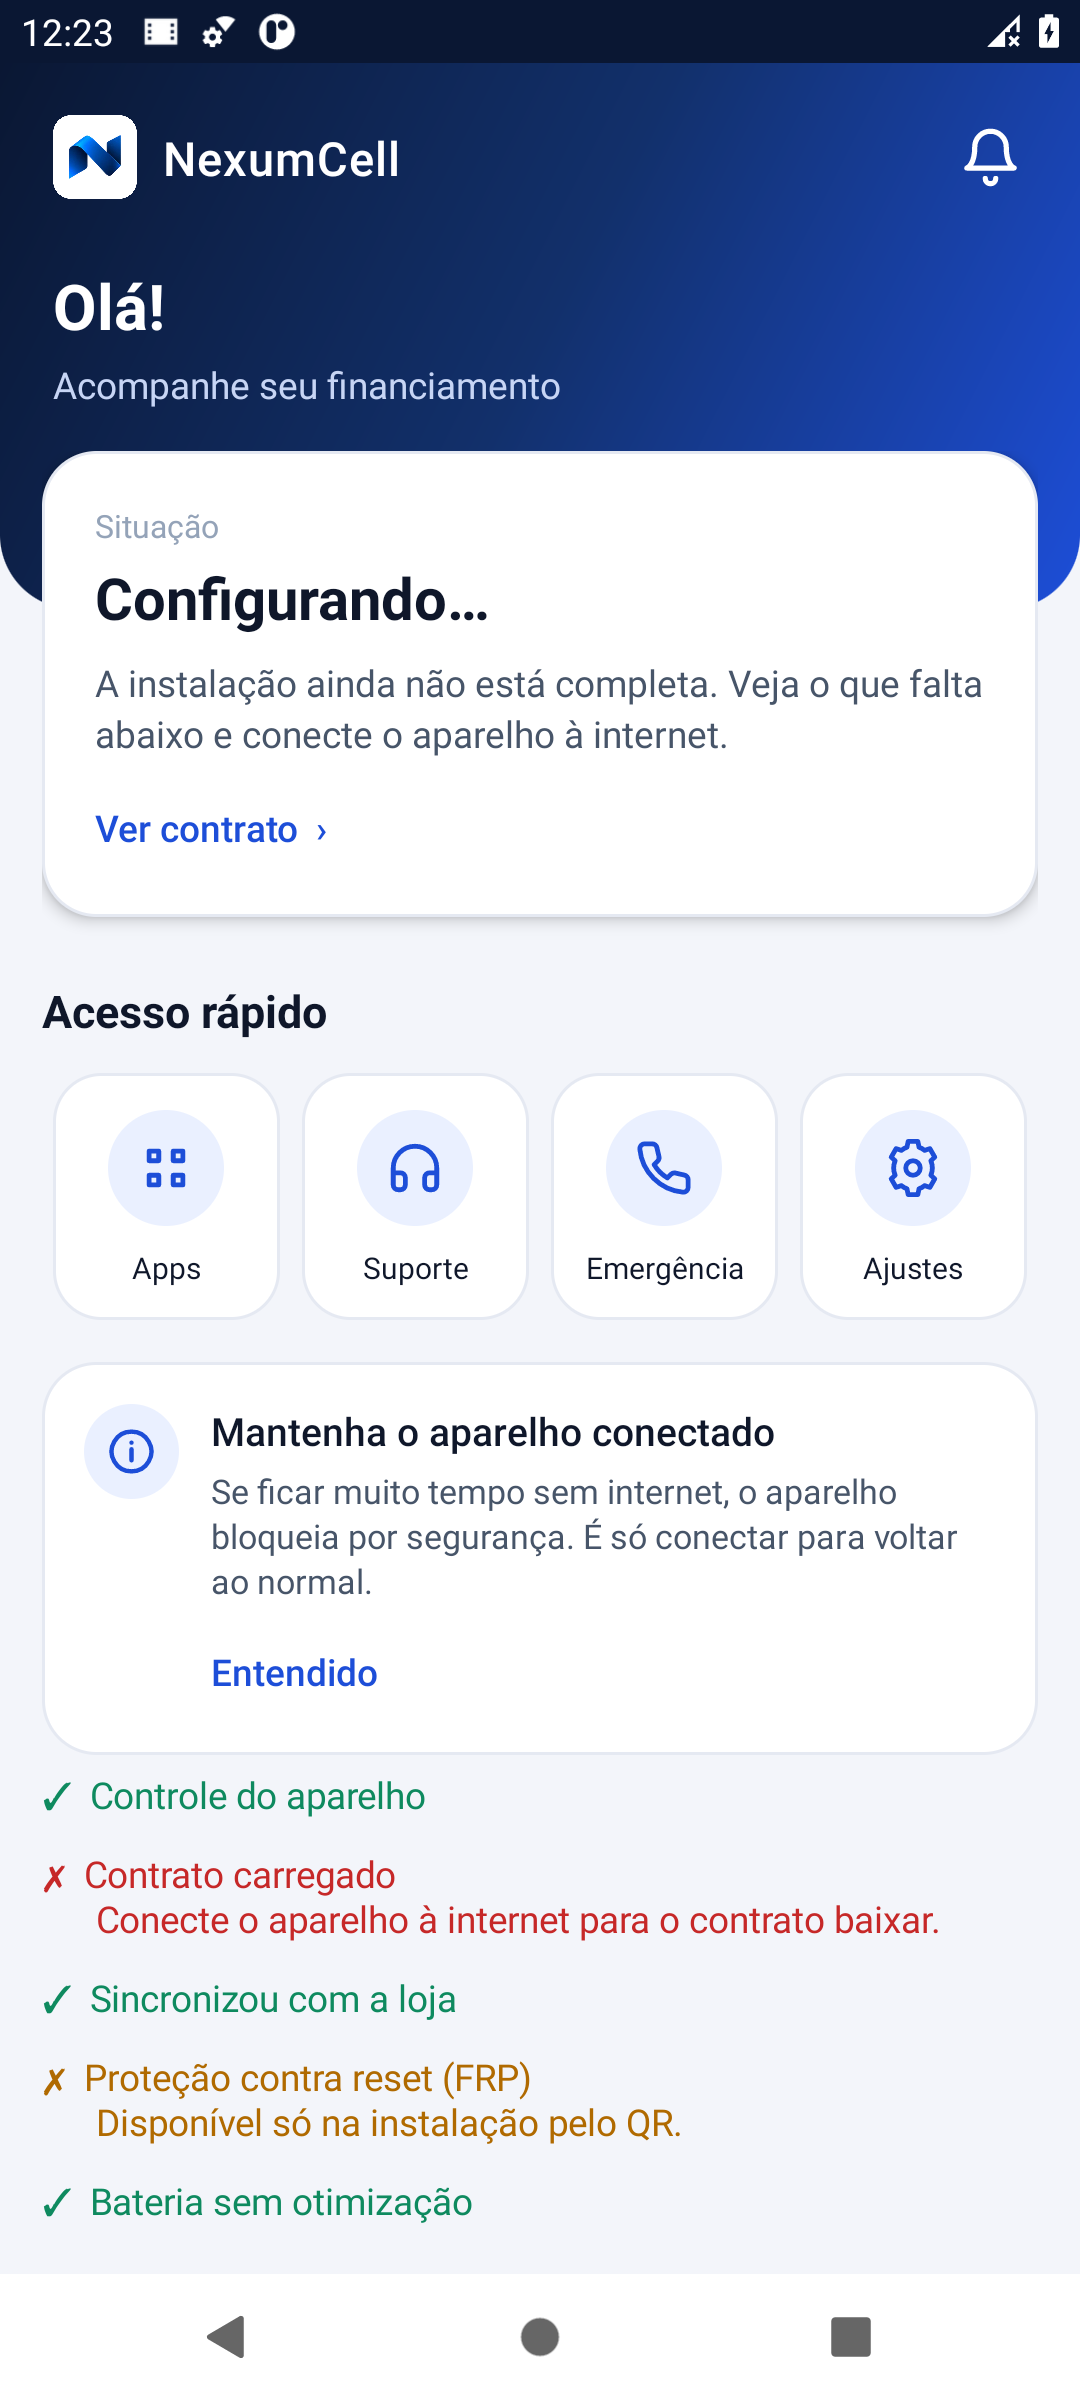 12:23
NexumCell
Olá!
Acompanhe seu financiamento
Situação
Configurando...
A instalação ainda não está completa. Veja o que falta
abaixo e conecte o aparelho à internet.
Ver contrato ›
Acesso rápido
Apps
Suporte
Emergência
Ajustes
Mantenha o aparelho conectado
Se ficar muito tempo sem internet, o aparelho
bloqueia por segurança. É só conectar para voltar
ao normal.
Entendido
✓ Controle do aparelho
✗ Contrato carregado
Conecte o aparelho à internet para o contrato baixar.
✓ Sincronizou com a loja
✗ Proteção contra reset (FRP)
Disponível só na instalação pelo QR.
✓ Bateria sem otimização